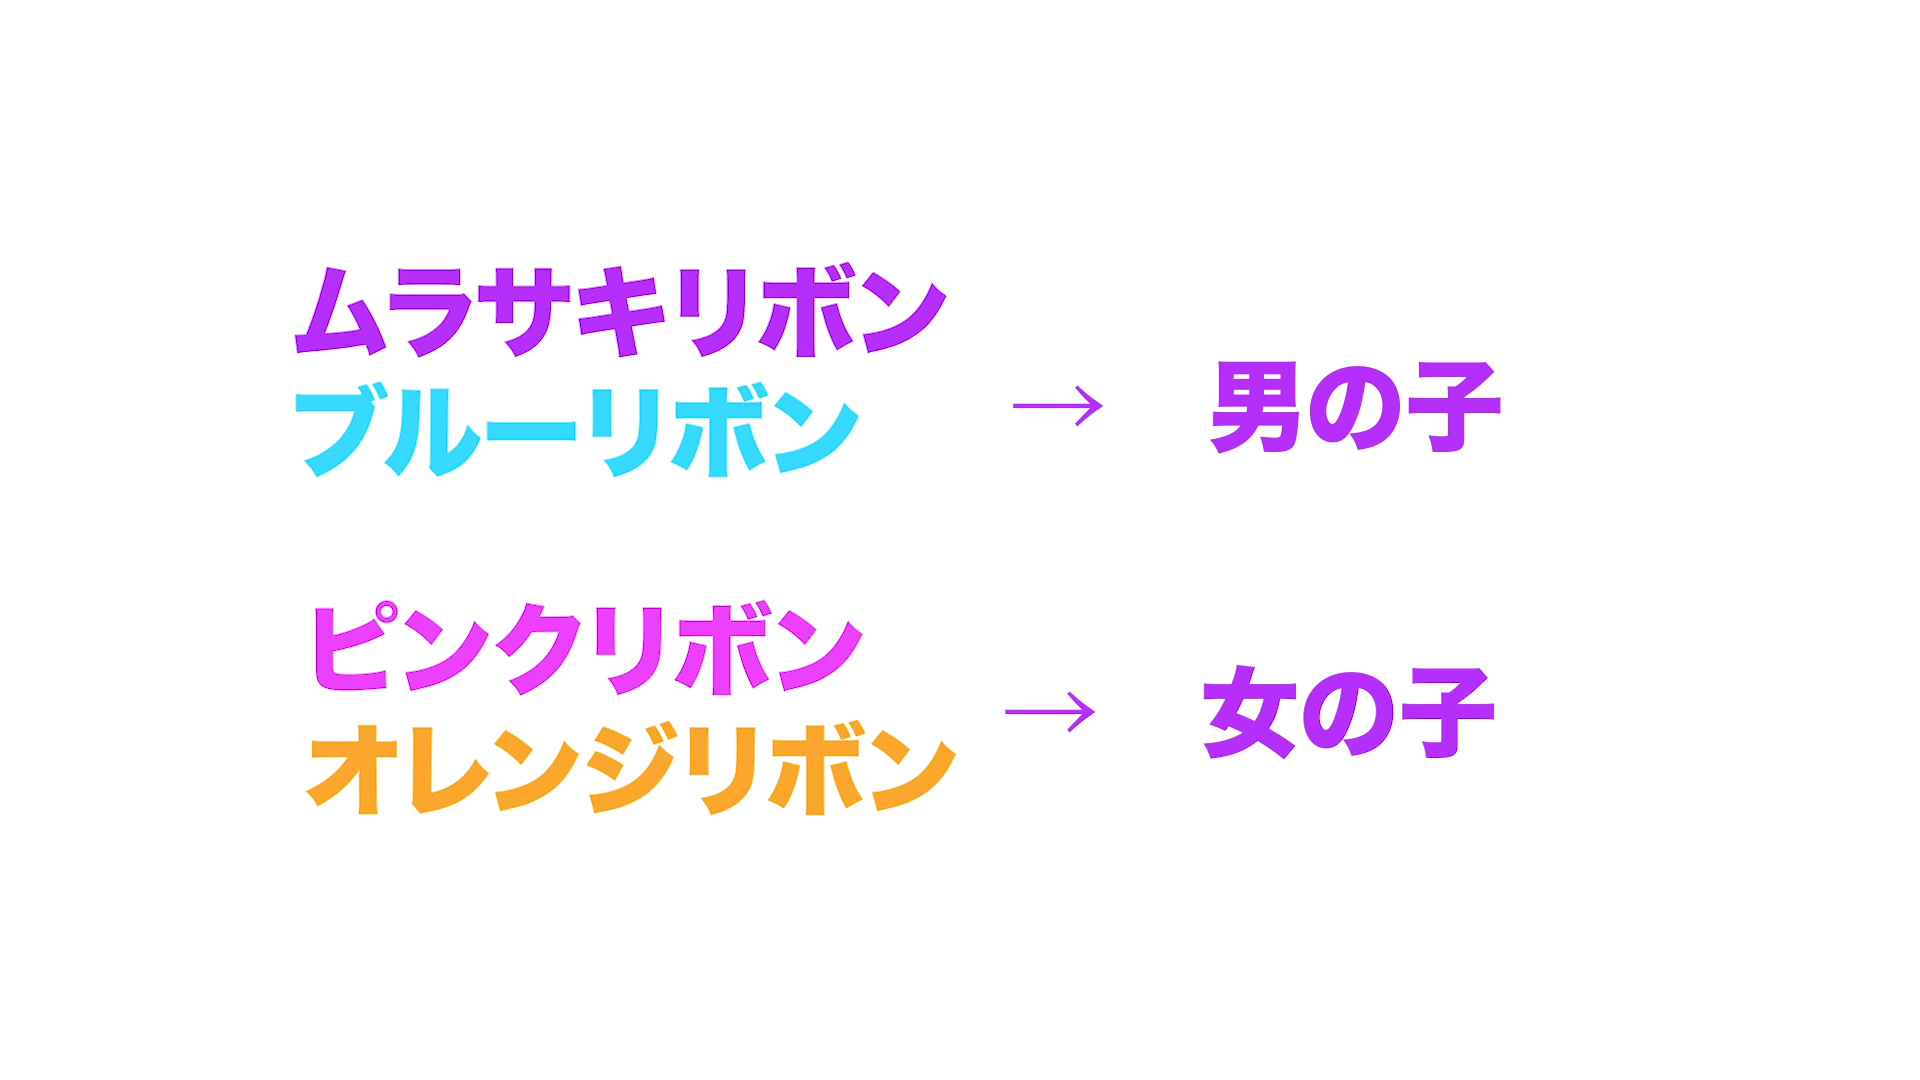 ムラサキリボン
ブルーリボン
→ 男の子
ピンクリボン
オレンジリボン
→ 女の子